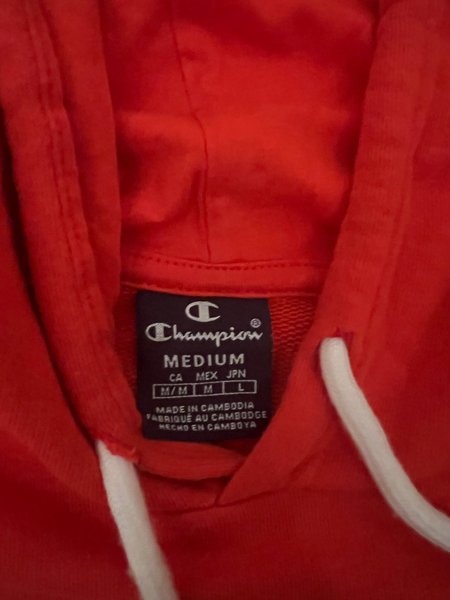 C
Champion®
MEDIUM
CA MEX JPN
M/M M L
MADE IN CAMBODIA
FABRIQUÉ AU CAMBODGE
HECHO EN CAMBOYA